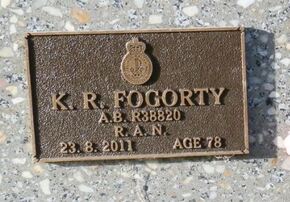 K. R. FOGORTY
A.B. R38820
R. A. N.
23. 8. 2011 AGE 78